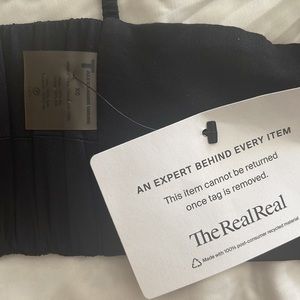 T
XS
AN EXPERT BEHIND EVERY ITEM
This item cannot be returned
once tag is removed.
TheRealReal
Made with 100% post-consumer recycled material